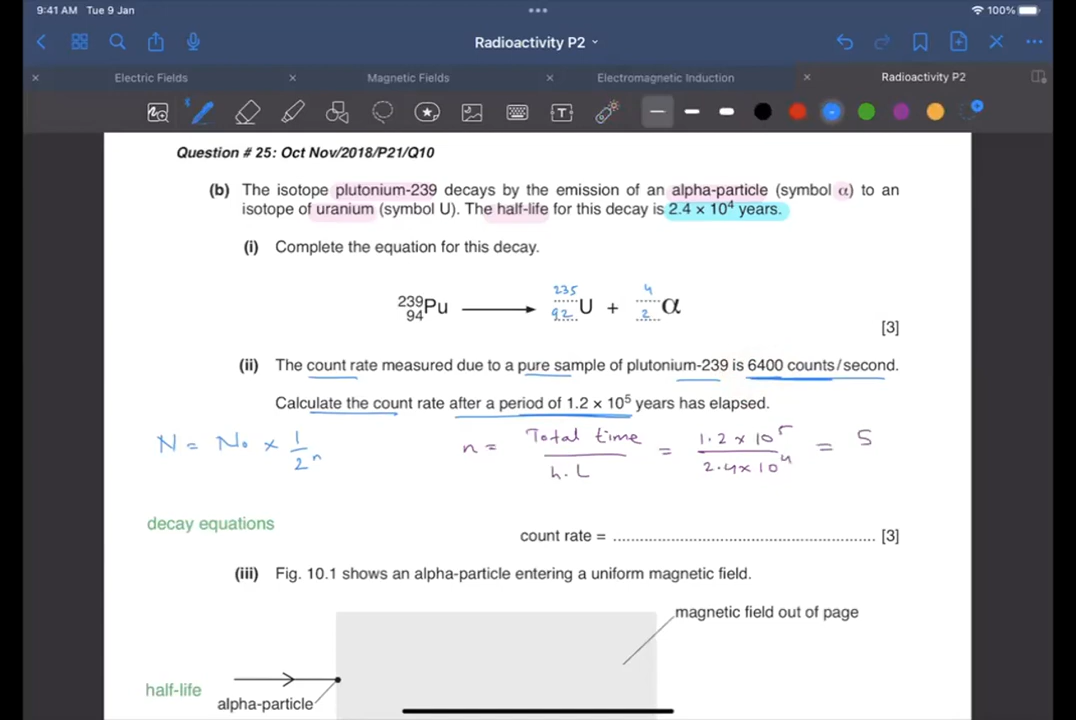 9:41 AM Tue 9 Jan
100%
Radioactivity P2
Electric Fields
Magnetic Fields
Electromagnetic Induction
Radioactivity P2
Question # 25: Oct Nov/2018/P21/Q10
(b) The isotope plutonium-239 decays by the emission of an alpha-particle (symbol α) to an
isotope of uranium (symbol U). The half-life for this decay is 2.4 × 10⁴ years.
(i) Complete the equation for this decay.
235 4
239 Pu U + α
94 92 2
[3]
(ii) The count rate measured due to a pure sample of plutonium-239 is 6400 counts/second.
Calculate the count rate after a period of 1.2 × 10⁵ years has elapsed.
N = N₀ × 1/2ⁿ n = Total time / h.L = 1.2 × 10⁵ / 2.4 × 10⁴ = 5
decay equations
count rate = ............................................................ [3]
(iii) Fig. 10.1 shows an alpha-particle entering a uniform magnetic field.
magnetic field out of page
half-life
alpha-particle